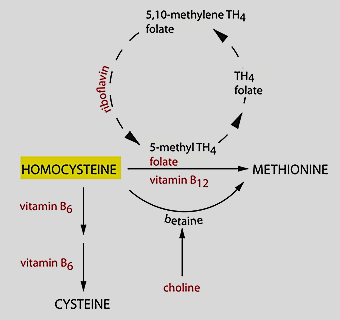 5,10-methylene TH4
folate
riboflavin
TH4
folate
5-methyl TH4
folate
HOMOCYSTEINE
vitamin B12
METHIONINE
vitamin B6
betaine
vitamin B6
choline
CYSTEINE